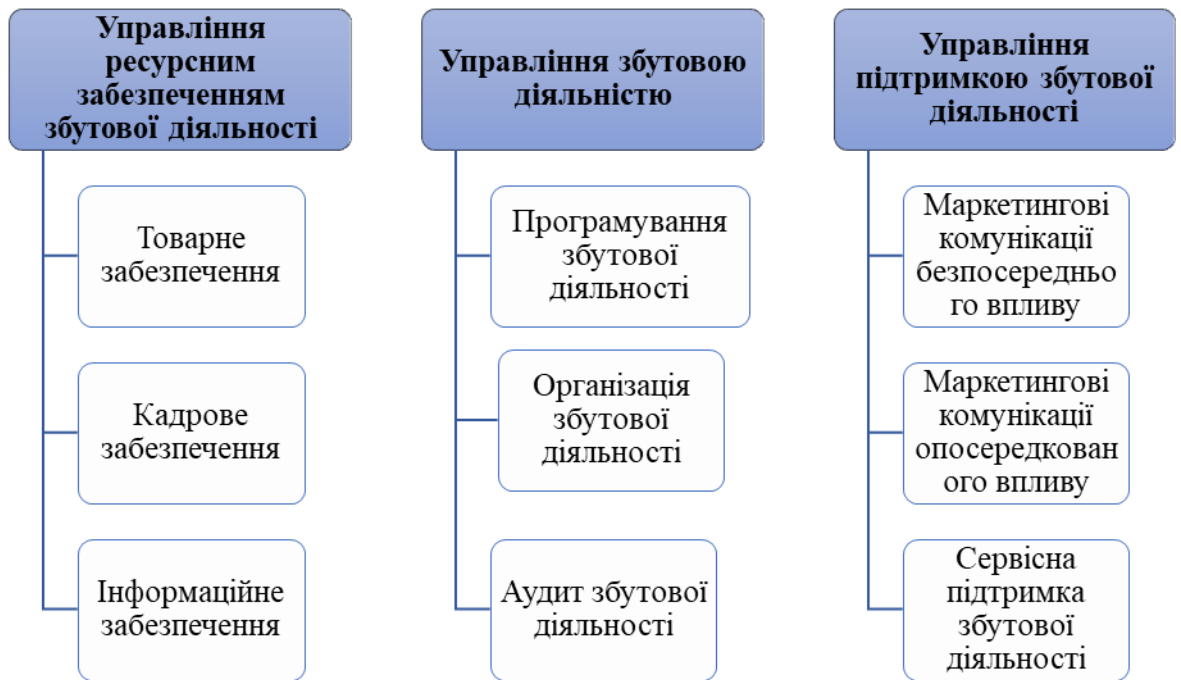 Управління
ресурсним
забезпеченням
збутової діяльності
Товарне
забезпечення
Кадрове
забезпечення
Інформаційне
забезпечення
Управління збутовою
діяльністю
Програмування
збутової
діяльності
Організація
збутової
діяльності
Аудит збутової
діяльності
Управління
підтримкою збутової
діяльності
Маркетингові
комунікації
безпосередньо
го впливу
Маркетингові
комунікації
опосередкован
ого впливу
Сервісна
підтримка
збутової
діяльності